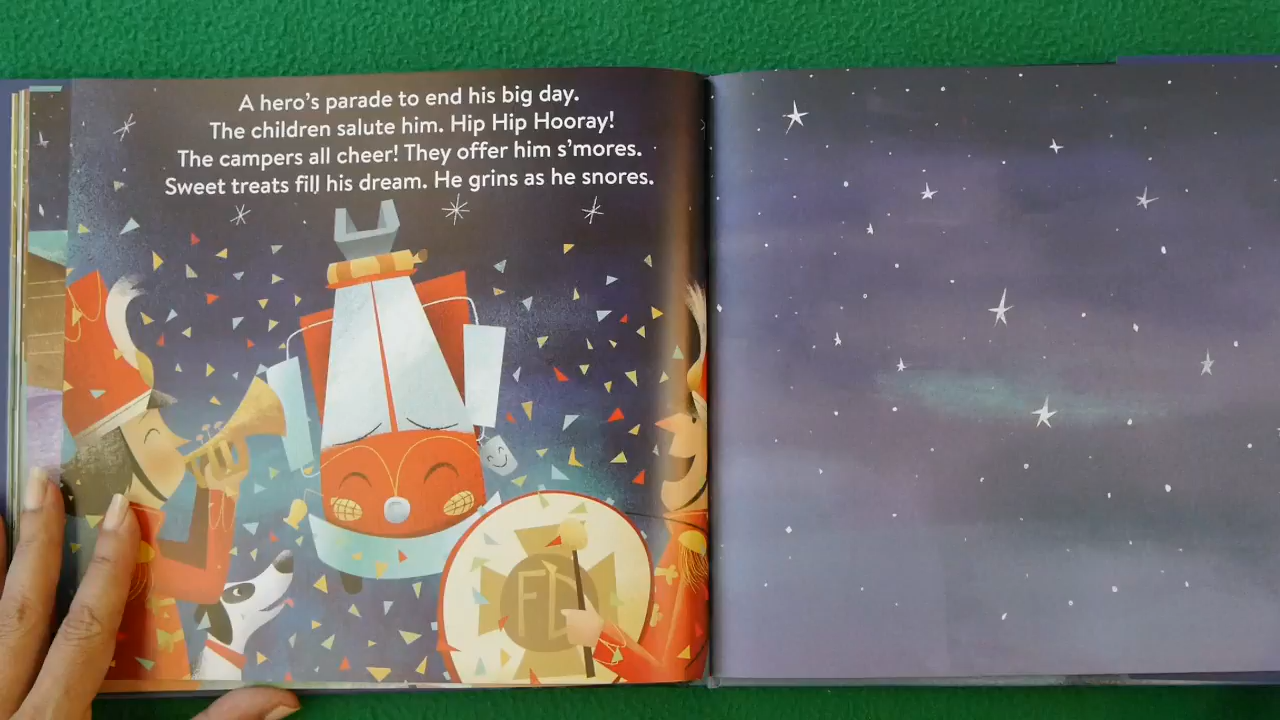 A hero's parade to end his big day.
The children salute him. Hip Hip Hooray!
The campers all cheer! They offer him s'mores.
Sweet treats fill his dream. He grins as he snores.
FD